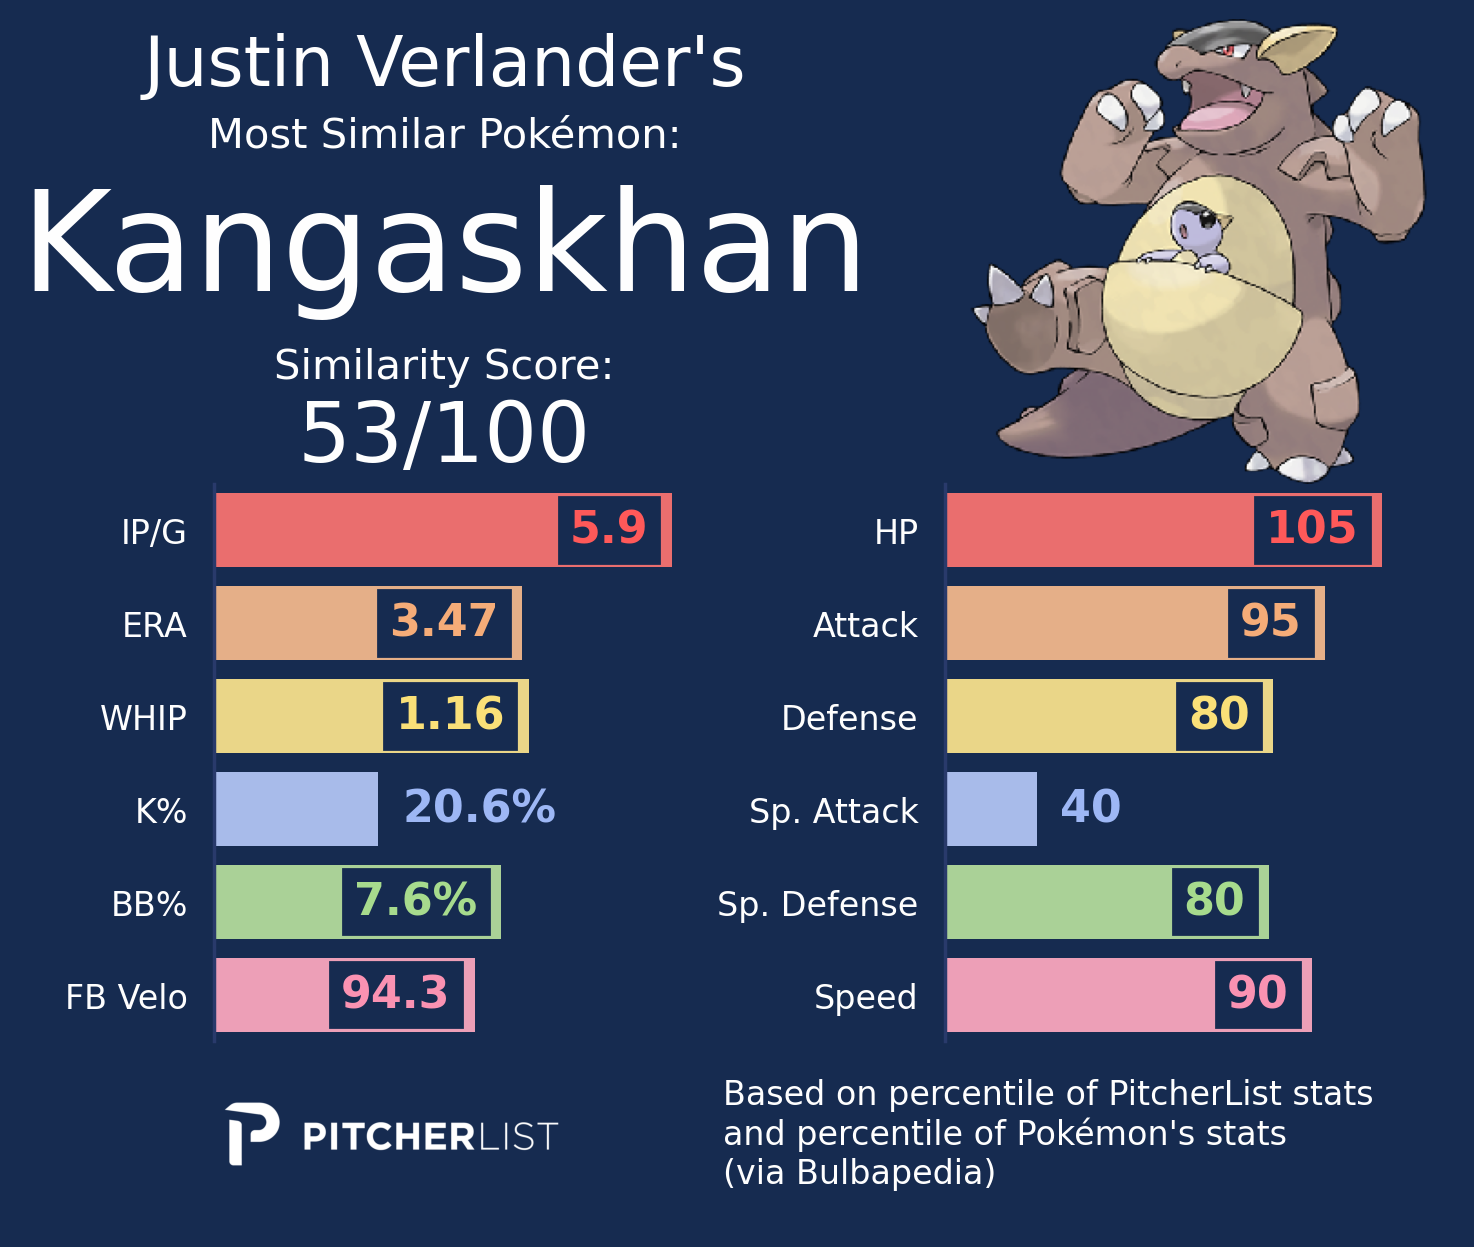 Justin Verlander's
Most Similar Pokémon:
Kangaskhan
Similarity Score:
53/100
IP/G 5.9
ERA 3.47
WHIP 1.16
K% 20.6%
BB% 7.6%
FB Velo 94.3
HP 105
Attack 95
Defense 80
Sp. Attack 40
Sp. Defense 80
Speed 90
PITCHERLIST
Based on percentile of PitcherList stats
and percentile of Pokémon's stats
(via Bulbapedia)